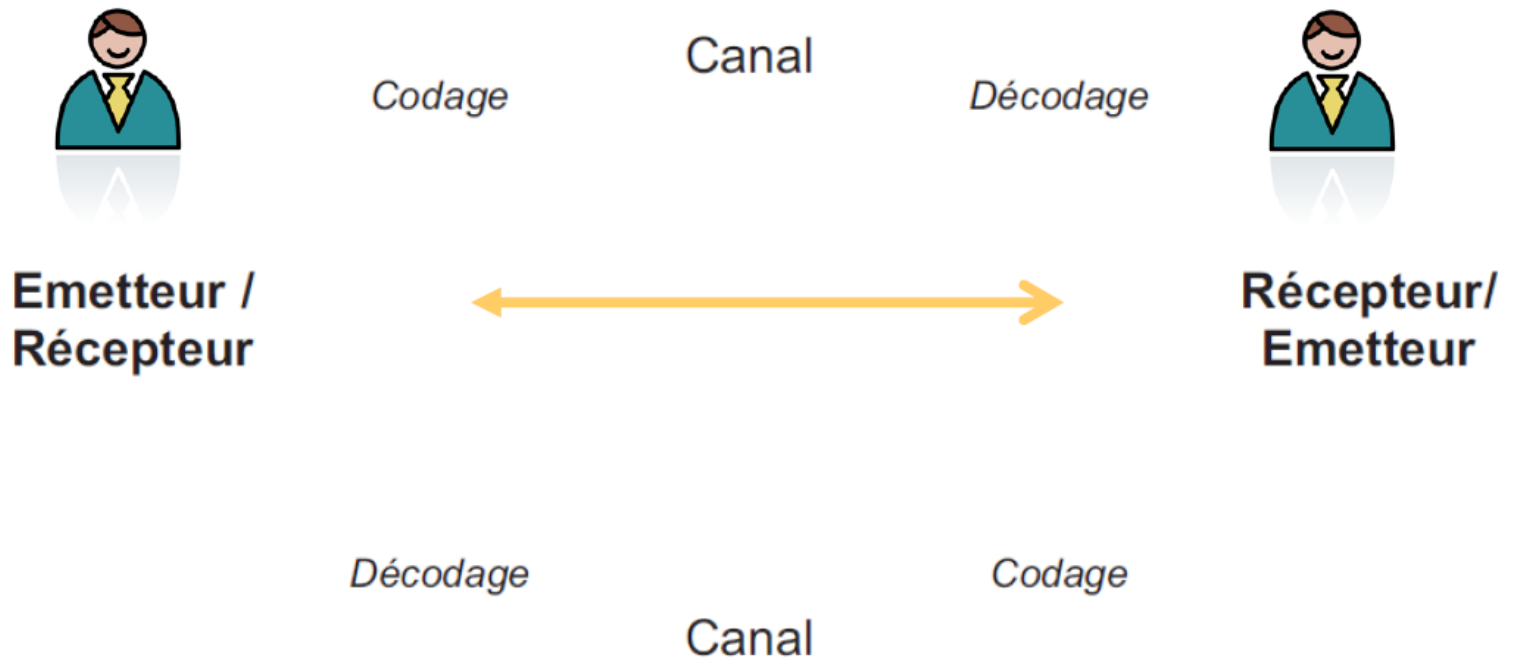 Canal
Codage
Décodage
Emetteur /
Récepteur
Récepteur/
Emetteur
Décodage
Codage
Canal